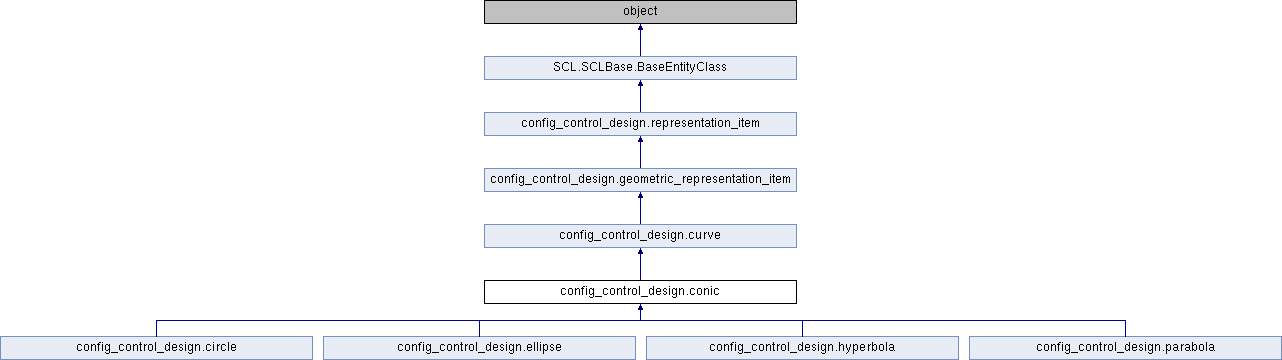 object
SCL.SCLBase.BaseEntityClass
config_control_design.representation_item
config_control_design.geometric_representation_item
config_control_design.curve
config_control_design.conic
config_control_design.circle
config_control_design.ellipse
config_control_design.hyperbola
config_control_design.parabola